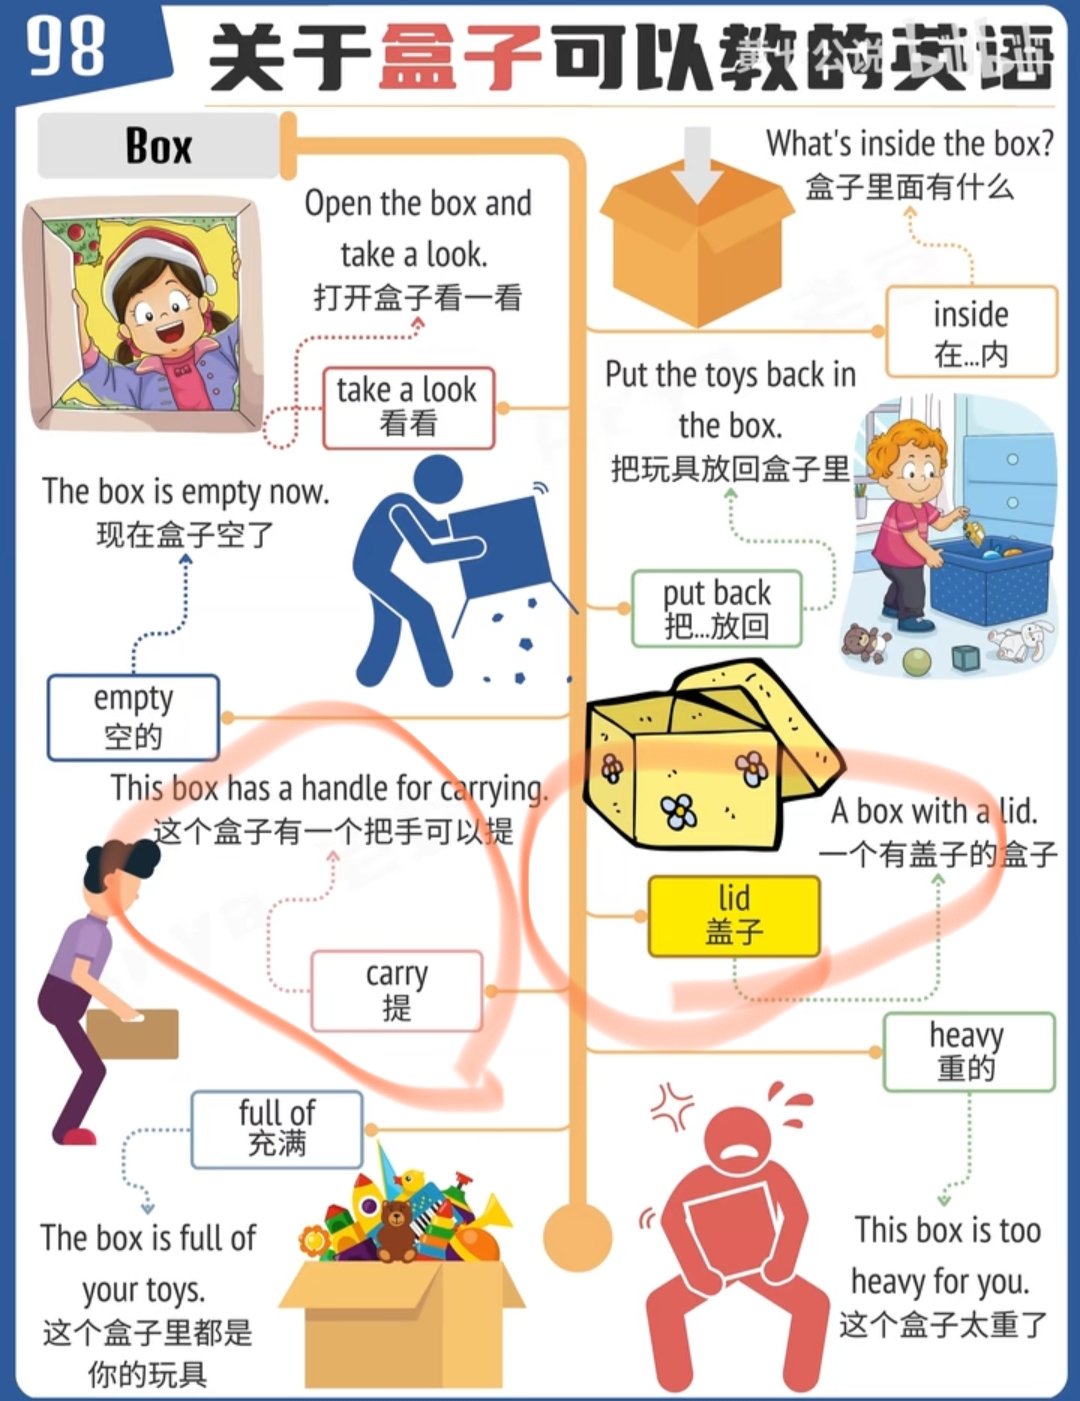 98
关于盒子可以教的英语
bilibili
Box
Open the box and
take a look.
打开盒子看一看
take a look
看看
What's inside the box?
盒子里面有什么
inside
在...内
Put the toys back in
the box.
把玩具放回盒子里
put back
把...放回
The box is empty now.
现在盒子空了
empty
空的
This box has a handle for carrying.
这个盒子有一个把手可以提
carry
提
A box with a lid.
一个有盖子的盒子
lid
盖子
heavy
重的
This box is too
heavy for you.
这个盒子太重了
full of
充满
The box is full of
your toys.
这个盒子里都是
你的玩具